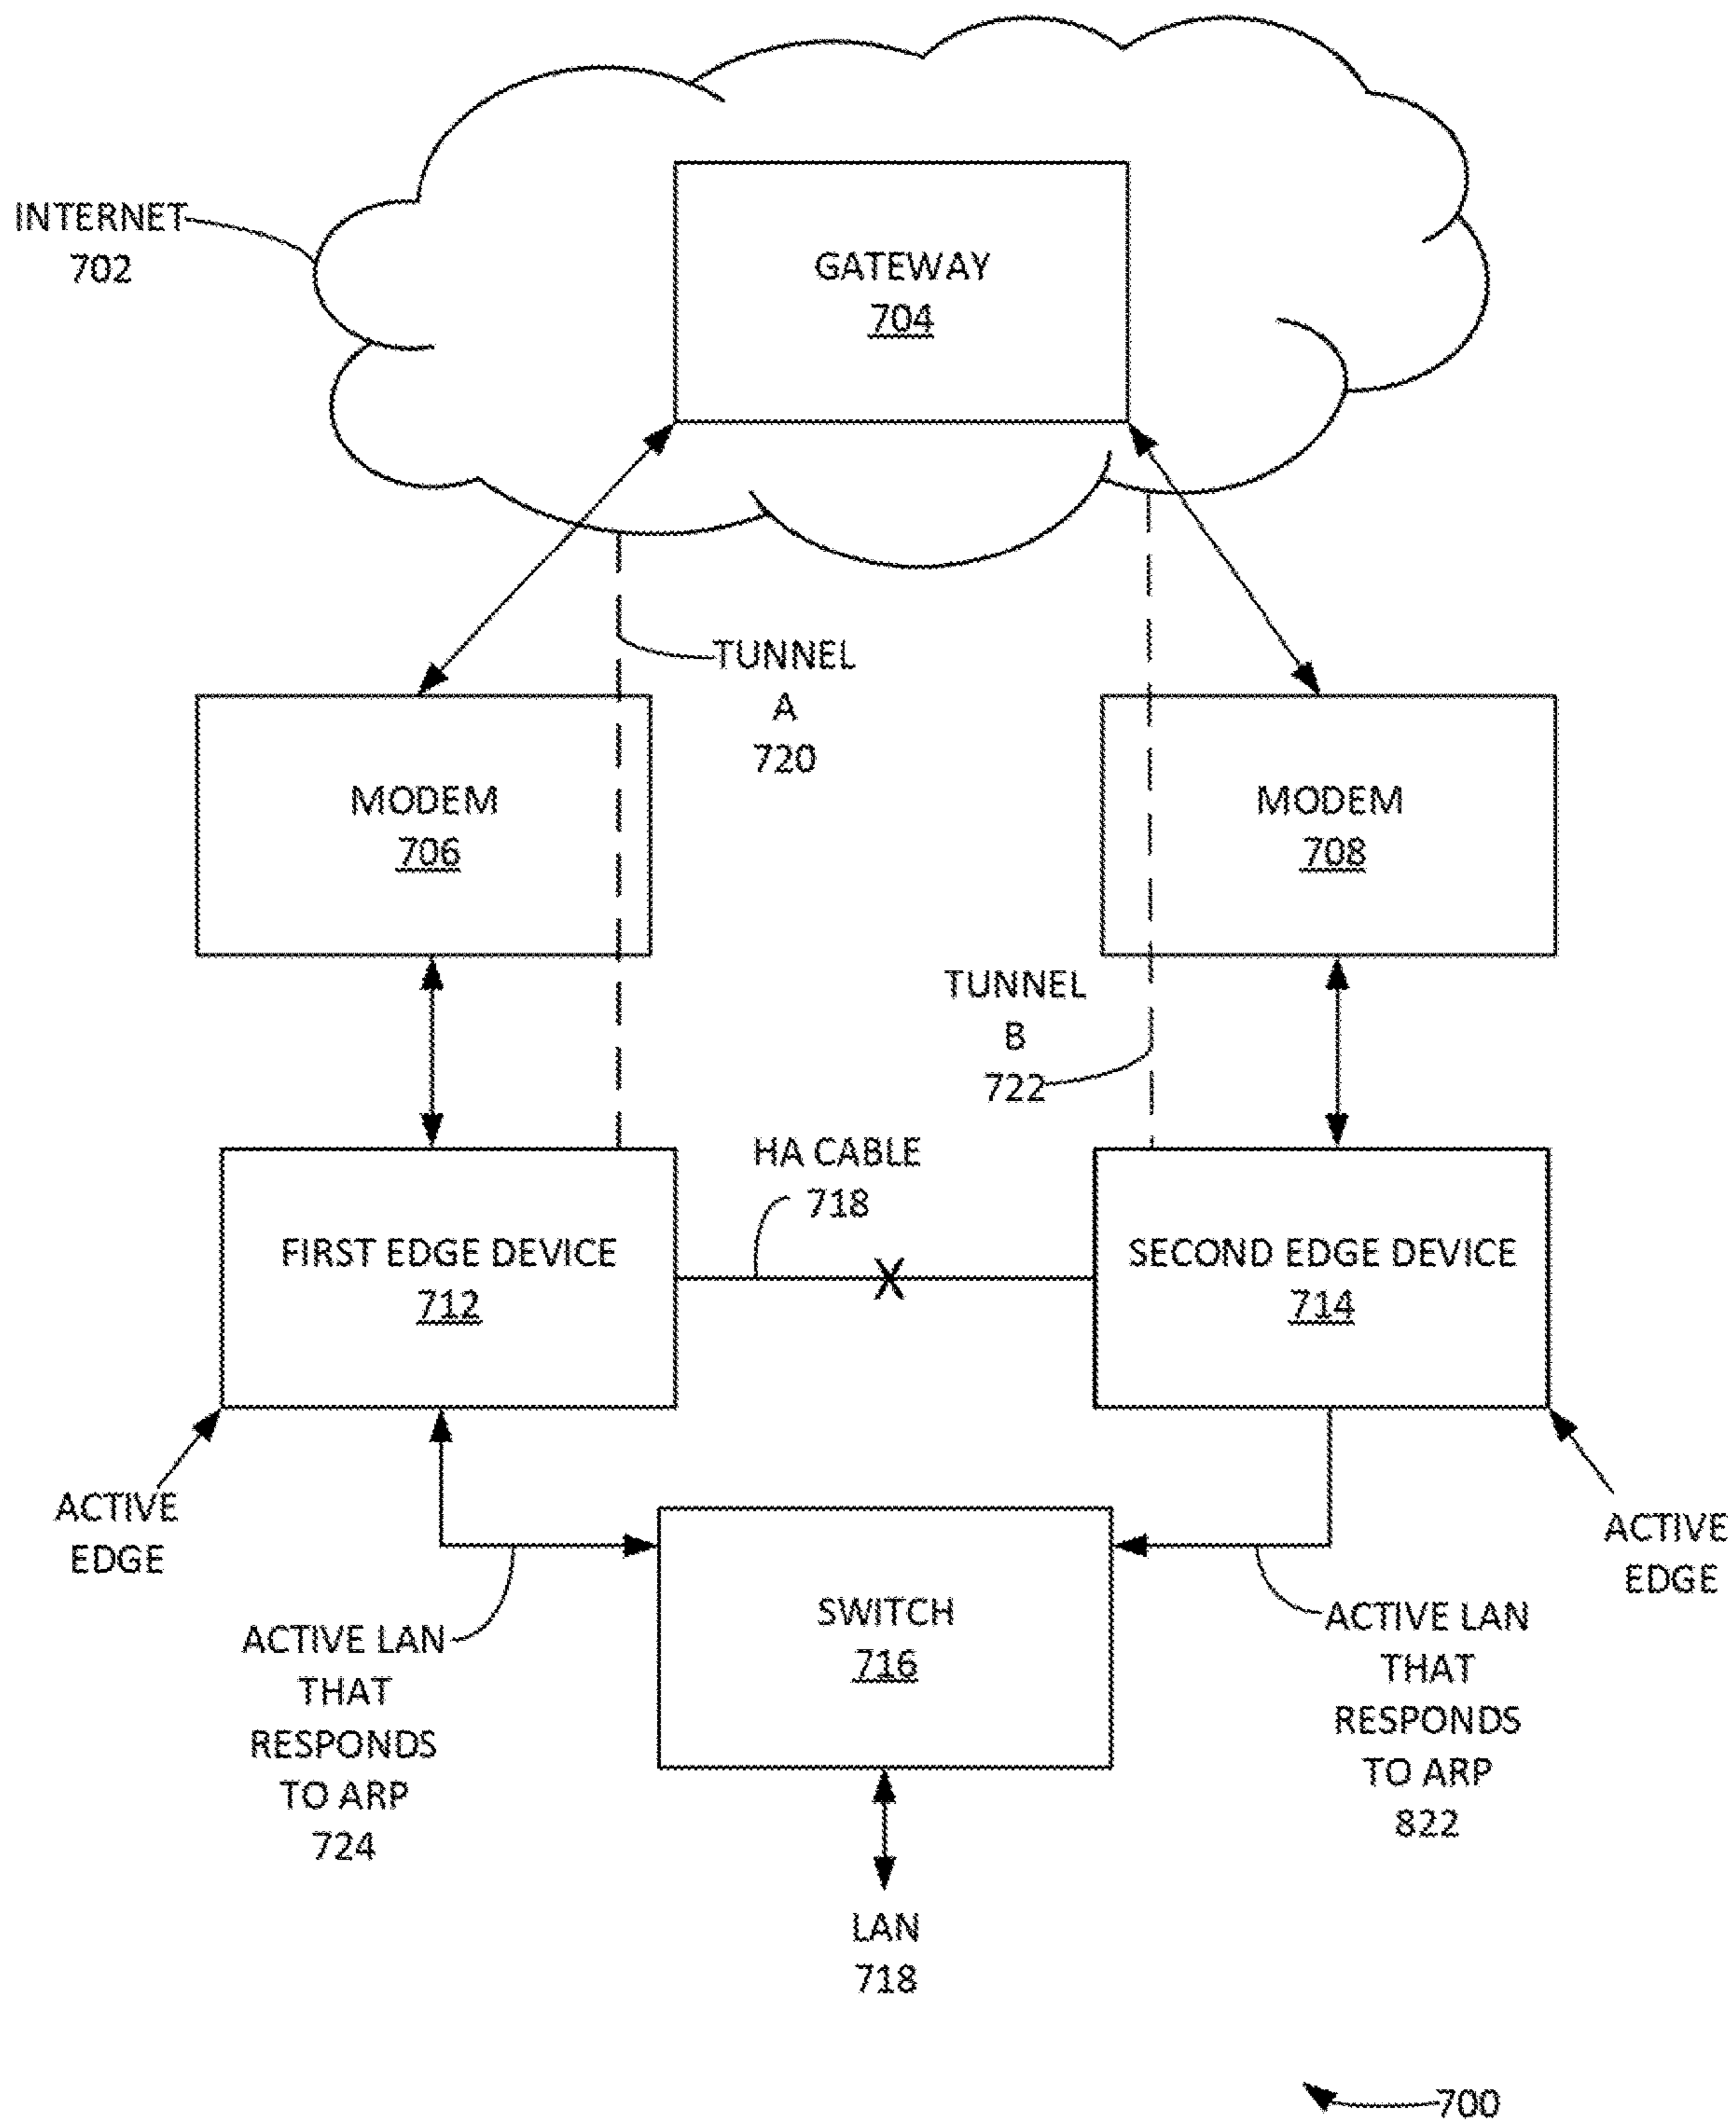 INTERNET
702
GATEWAY
704
TUNNEL
A
720
MODEM
706
MODEM
708
TUNNEL
B
722
HA CABLE
718
FIRST EDGE DEVICE
712
X
SECOND EDGE DEVICE
714
ACTIVE
EDGE
ACTIVE
EDGE
SWITCH
716
ACTIVE LAN
THAT
RESPONDS
TO ARP
724
ACTIVE LAN
THAT
RESPONDS
TO ARP
822
LAN
718
700